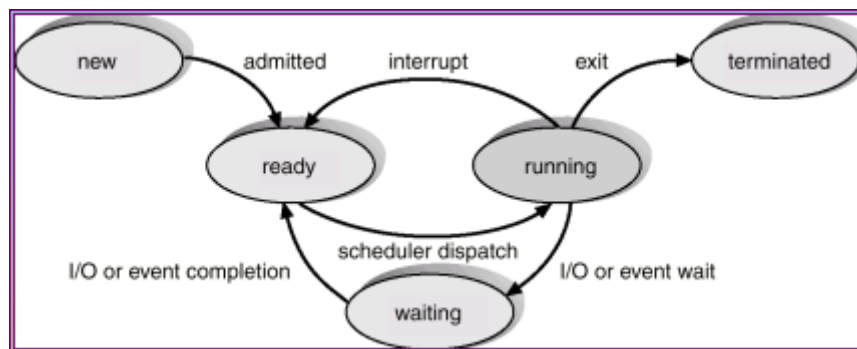 new
admitted
interrupt
exit
terminated
ready
running
scheduler dispatch
I/O or event completion
I/O or event wait
waiting